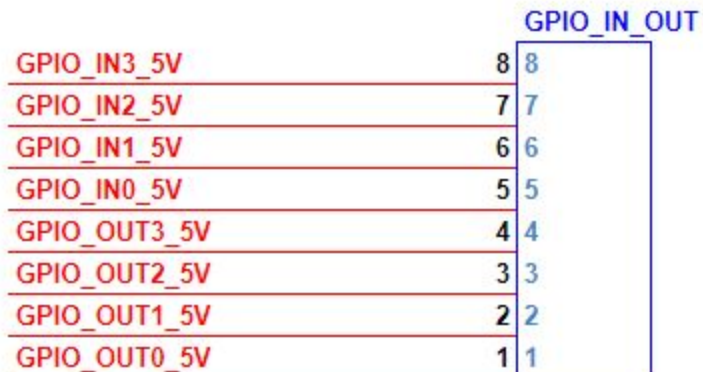 GPIO_IN_OUT
GPIO_IN3_5V 8 8
GPIO_IN2_5V 7 7
GPIO_IN1_5V 6 6
GPIO_IN0_5V 5 5
GPIO_OUT3_5V 4 4
GPIO_OUT2_5V 3 3
GPIO_OUT1_5V 2 2
GPIO_OUT0_5V 1 1